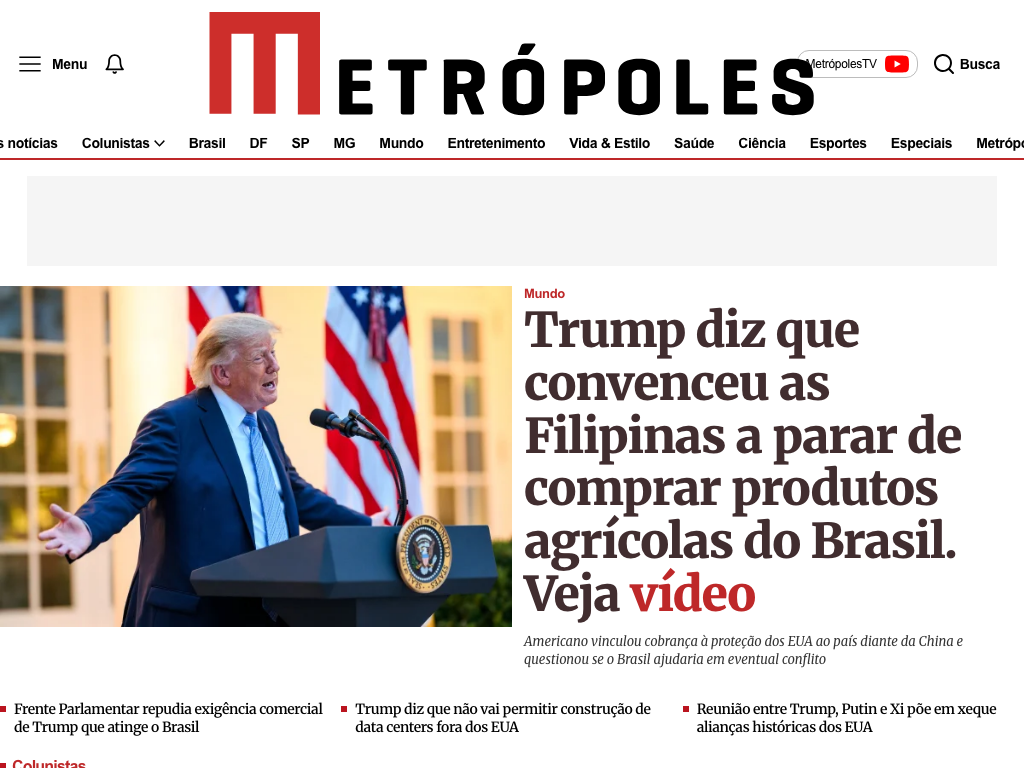 Menu
METRÓPOLES
MetrópolesTV
Busca
s notícias Colunistas Brasil DF SP MG Mundo Entretenimento Vida & Estilo Saúde Ciência Esportes Especiais Metrópo
Mundo
Trump diz que
convenceu as
Filipinas a parar de
comprar produtos
agrícolas do Brasil.
Veja vídeo
Americano vinculou cobrança à proteção dos EUA ao país diante da China e
questionou se o Brasil ajudaria em eventual conflito
Frente Parlamentar repudia exigência comercial
de Trump que atinge o Brasil
Trump diz que não vai permitir construção de
data centers fora dos EUA
Reunião entre Trump, Putin e Xi põe em xeque
alianças históricas dos EUA
Colunistas